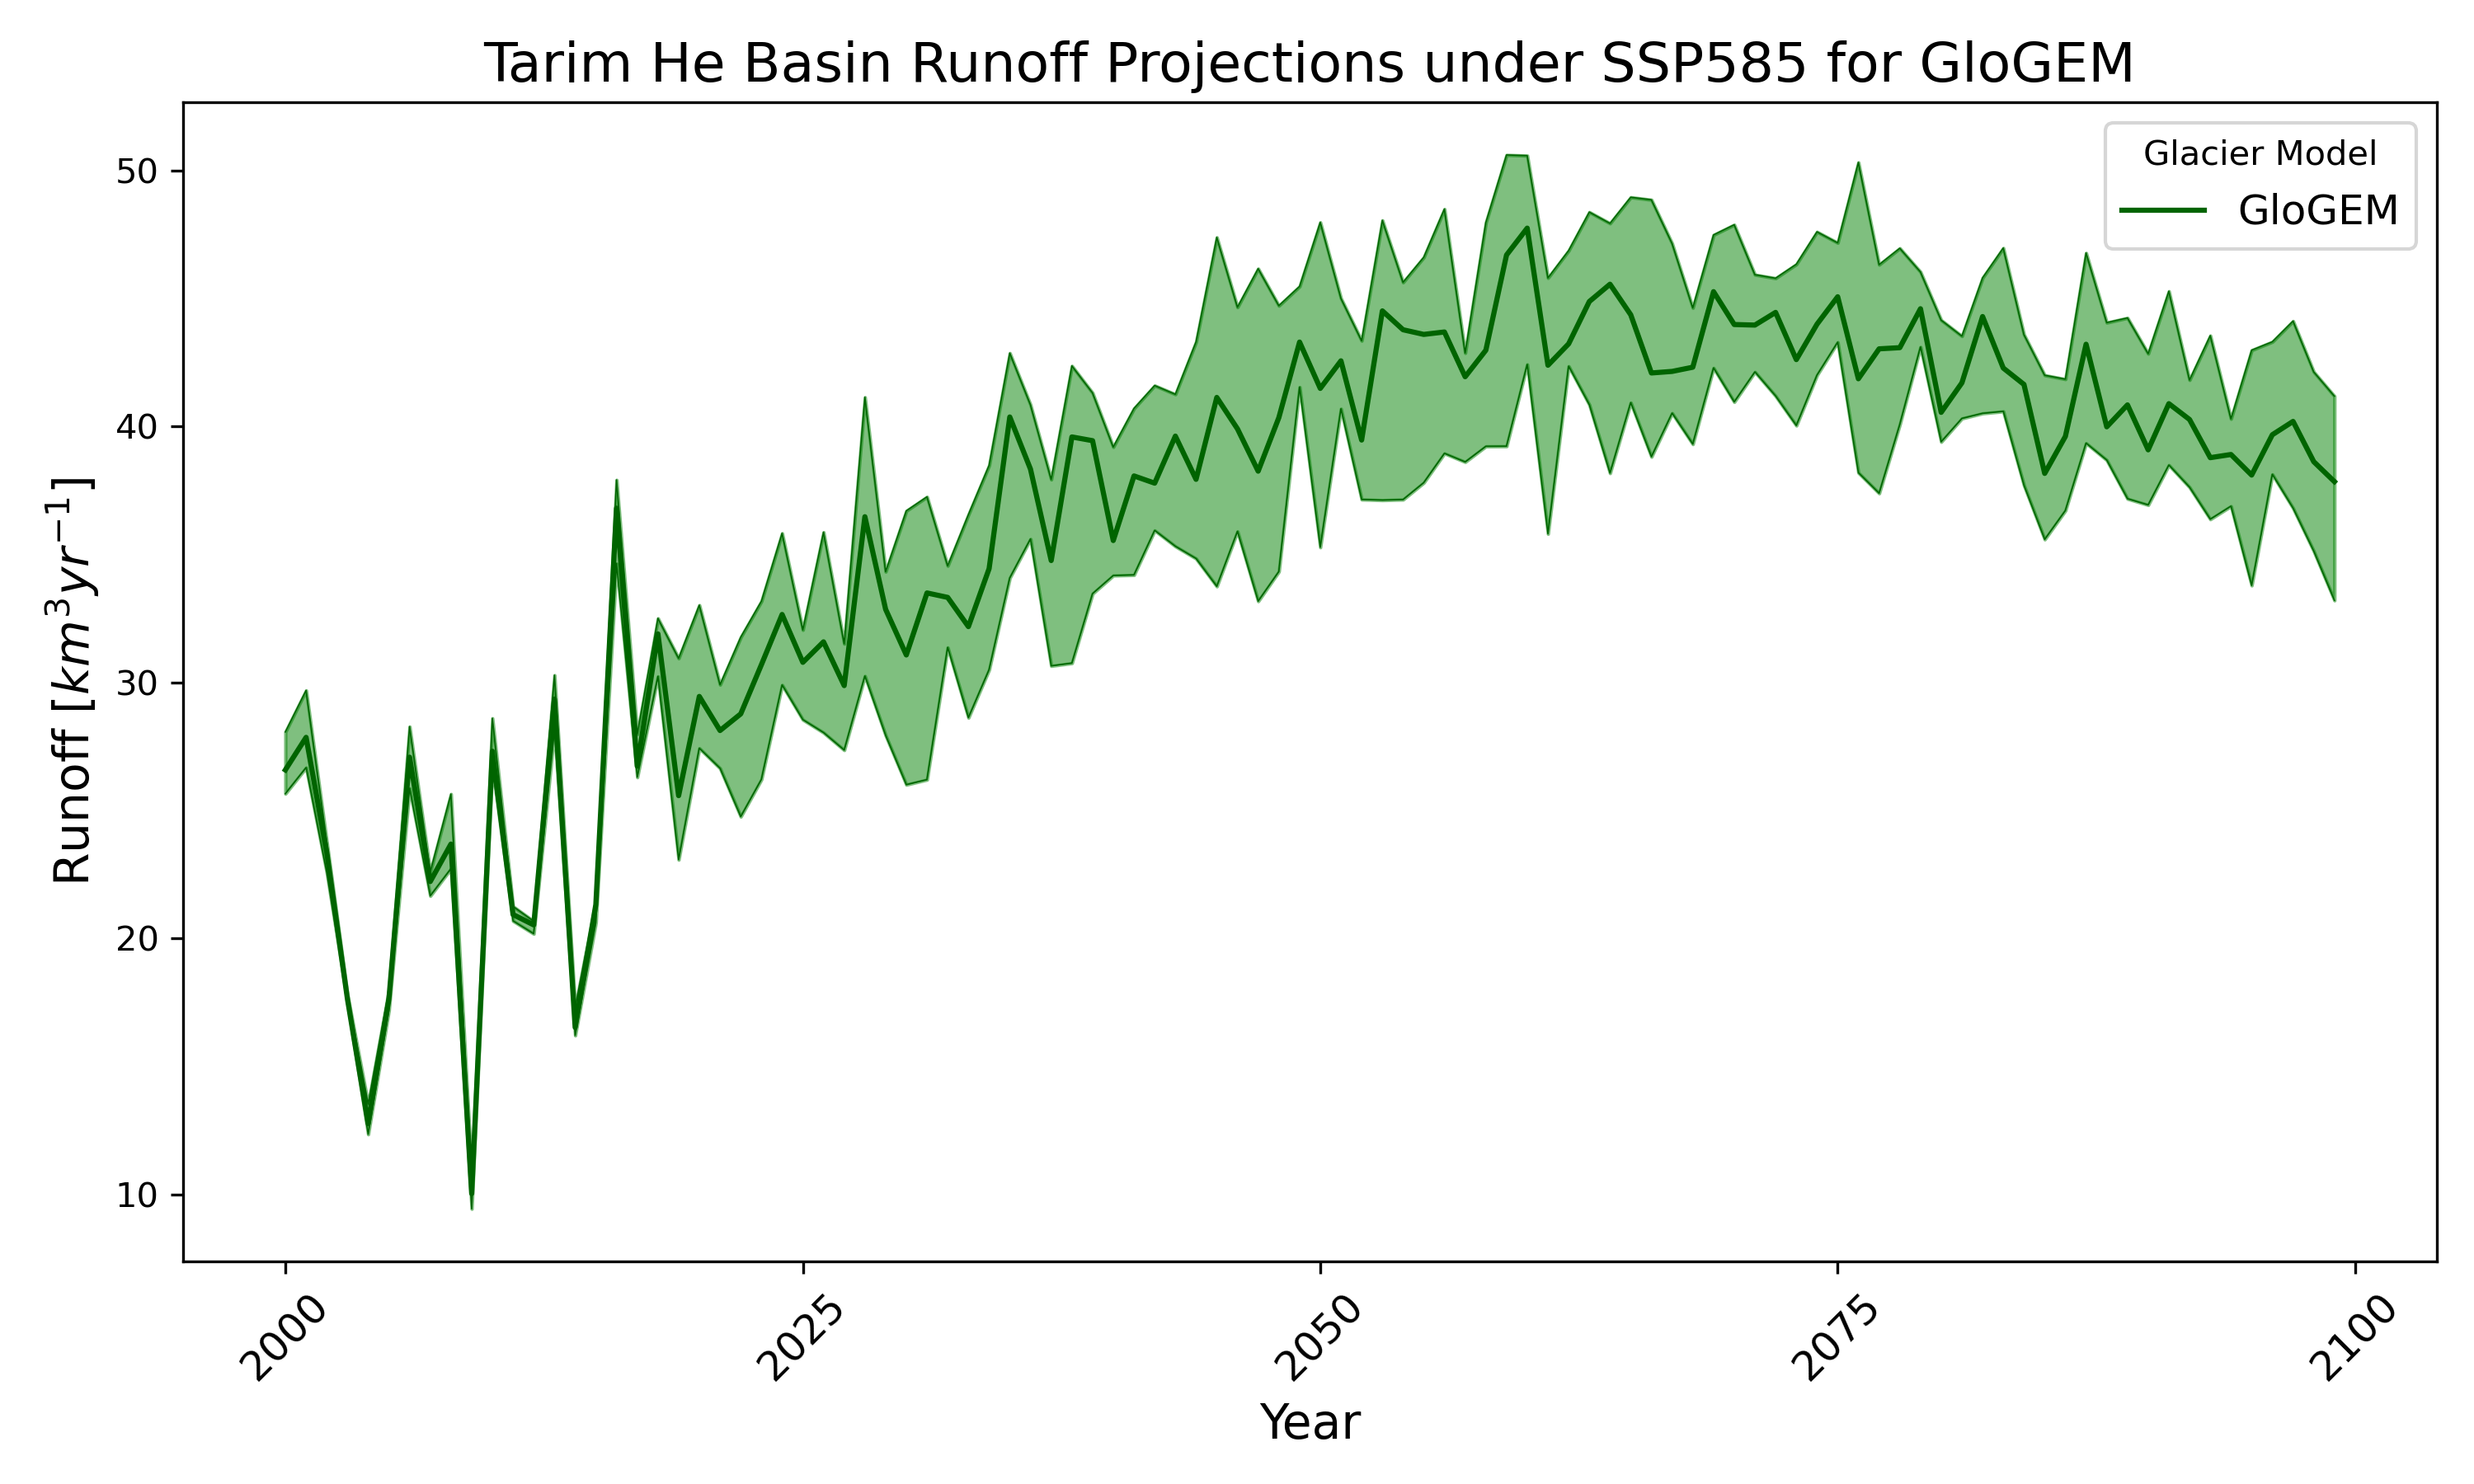 Tarim He Basin Runoff Projections under SSP585 for GloGEM
Glacier Model
GloGEM
Runoff [km³yr⁻¹]
50
40
30
20
10
2000
2025
2050
2075
2100
Year